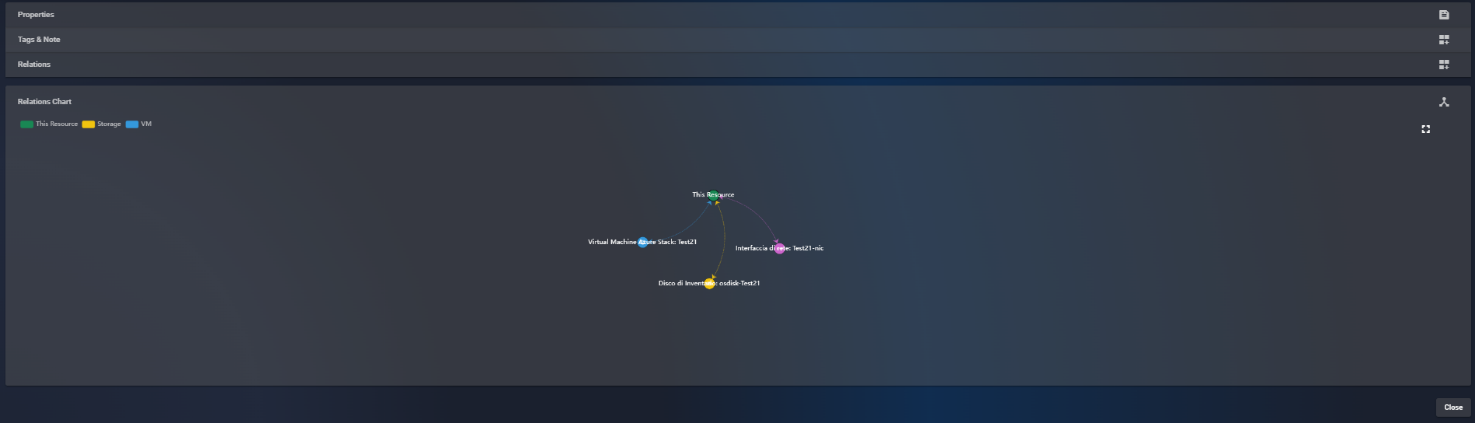 Properties
Tags & Note
Relations
Relations Chart
This Resource Storage VM
This Resource
Virtual Machine Azure Stack: Test21
Interfaccia di rete: Test21-nic
Disco di Inventario: osdisk-Test21
Close